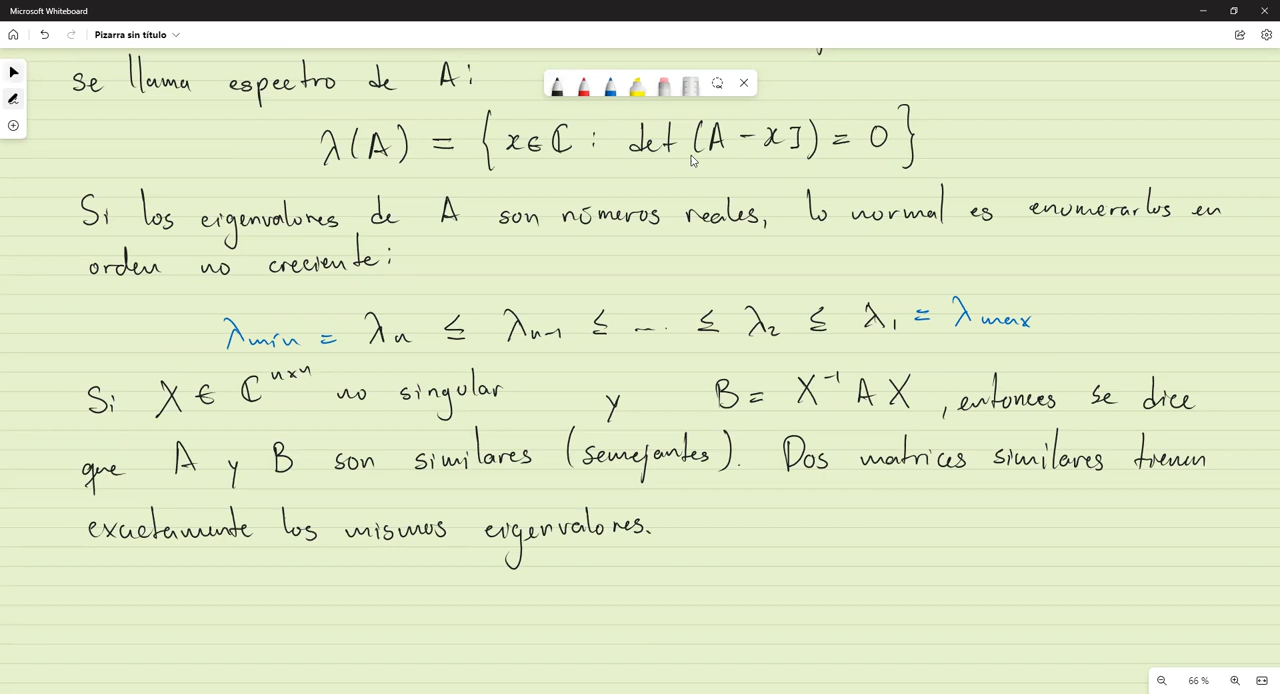 Microsoft Whiteboard
Pizarra sin título
se llama espectro de A:
λ(A) = { x ∈ ℂ : det (A - xI) = 0 }
Si los eigenvalores de A son números reales, lo normal es enumerarlos en
orden no creciente:
λmín = λn ≤ λn-1 ≤ ... ≤ λ2 ≤ λ1 = λmax
Si X ∈ ℂ^{n×n} no singular y B = X⁻¹ A X, entonces se dice
que A y B son similares (semejantes). Dos matrices similares tienen
exactamente los mismos eigenvalores.
66 %